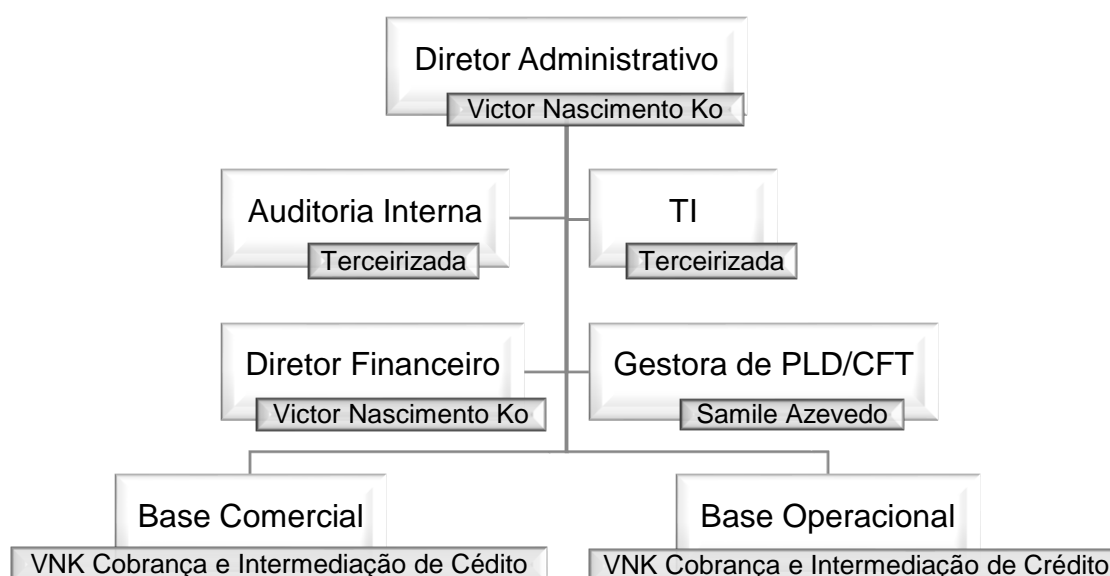 Diretor Administrativo
Victor Nascimento Ko
Auditoria Interna
Terceirizada
TI
Terceirizada
Diretor Financeiro
Victor Nascimento Ko
Gestora de PLD/CFT
Samile Azevedo
Base Comercial
VNK Cobrança e Intermediação de Cédito
Base Operacional
VNK Cobrança e Intermediação de Crédito